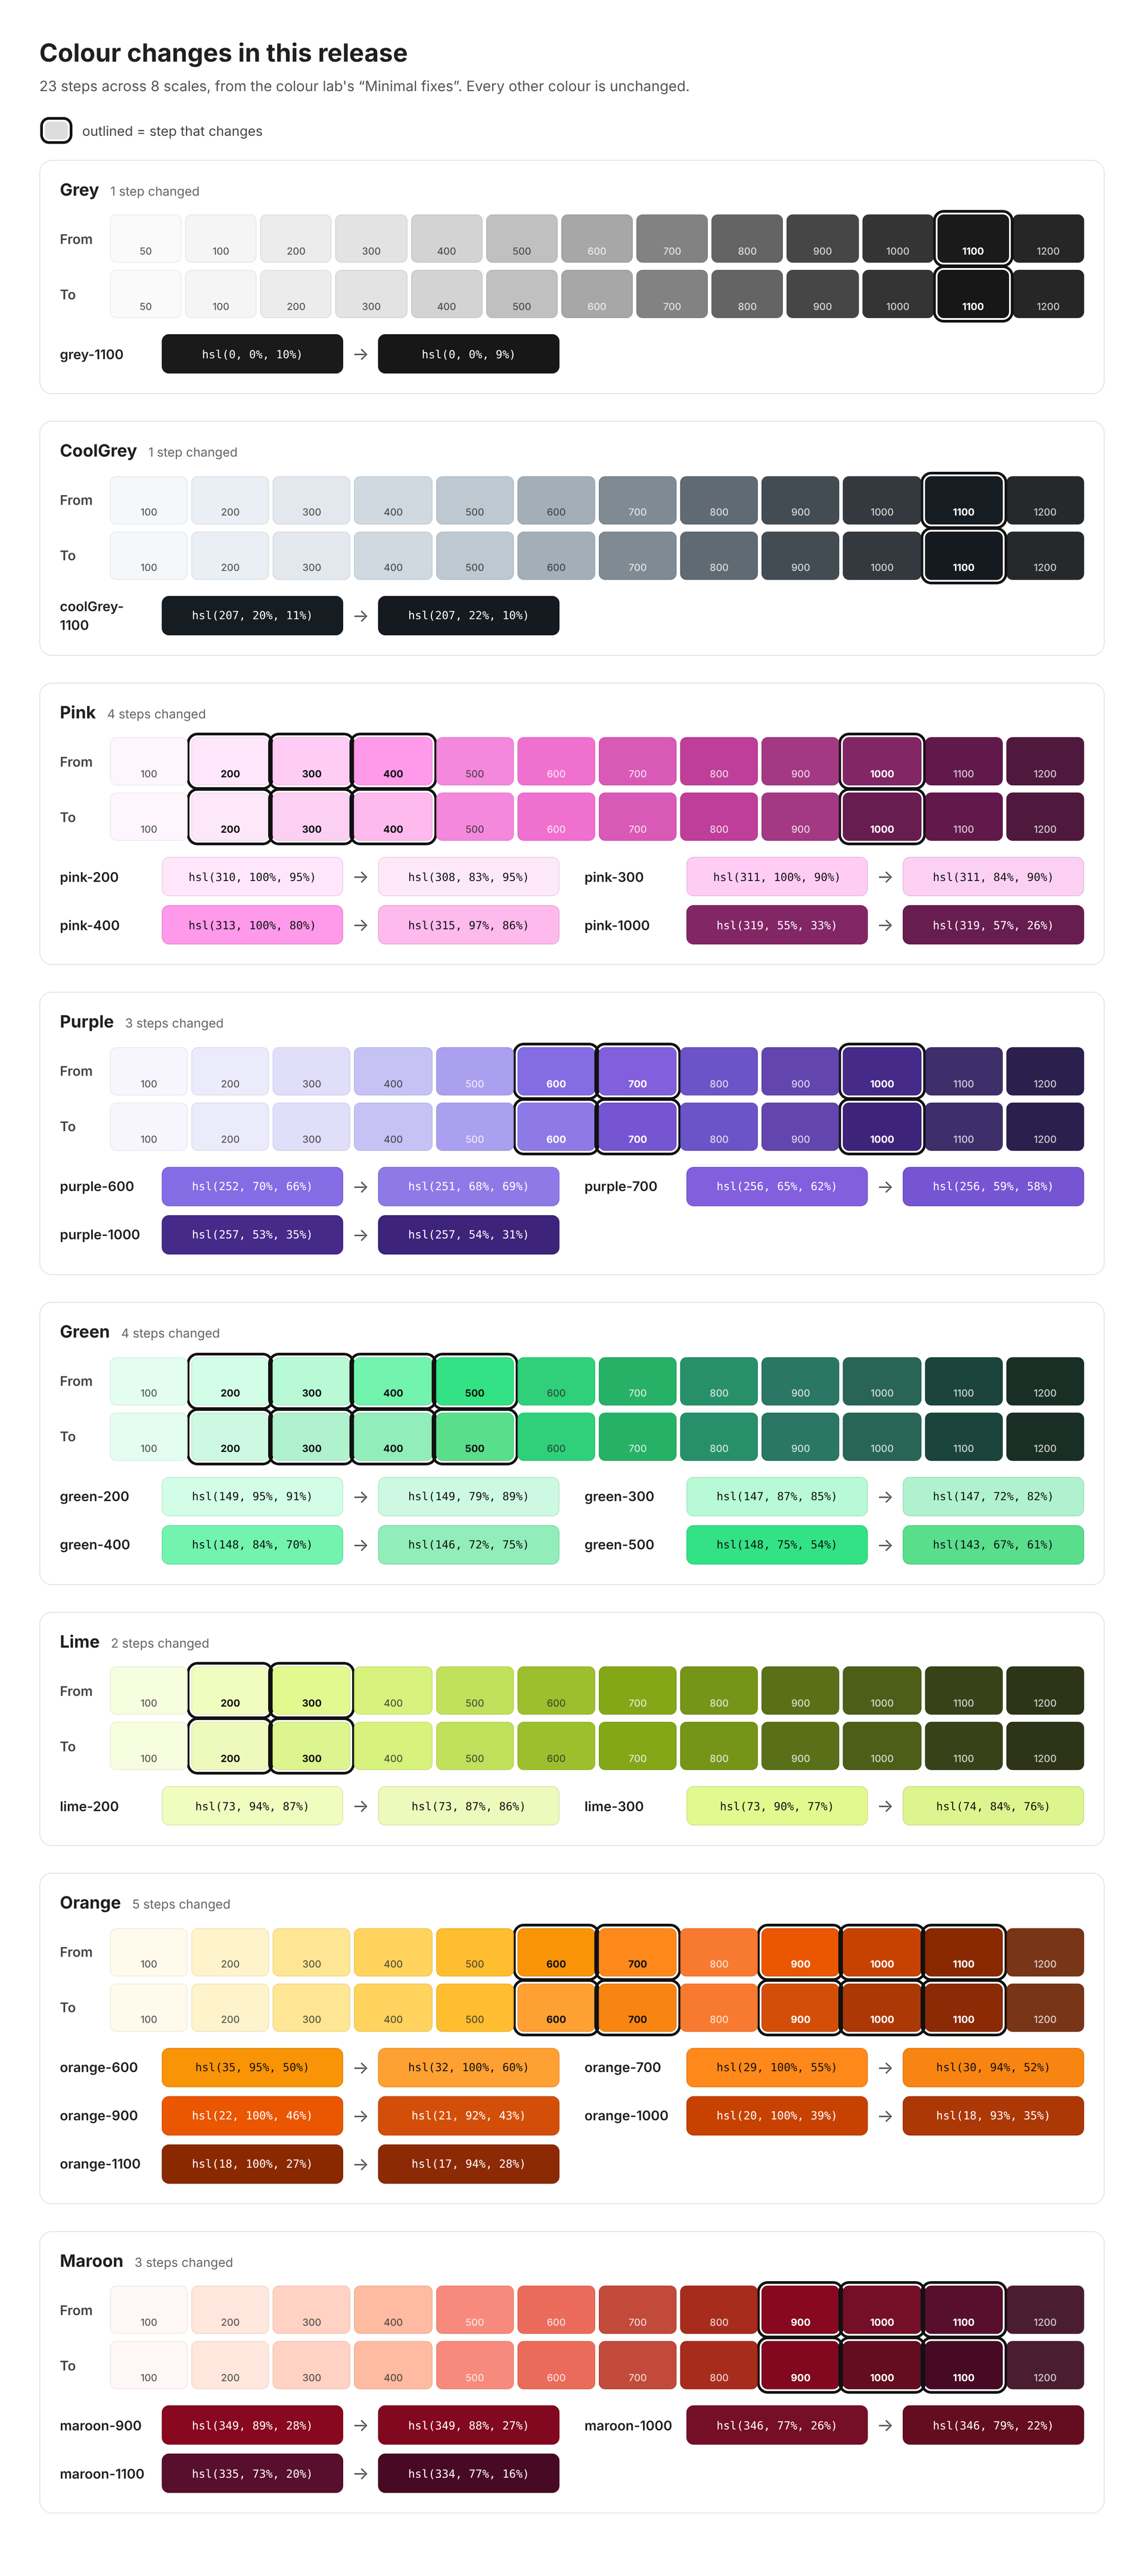 Colour changes in this release
23 steps across 8 scales, from the colour lab's “Minimal fixes”. Every other colour is unchanged.
outlined = step that changes
Grey 1 step changed
From 50 100 200 300 400 500 600 700 800 900 1000 1100 1200
To 50 100 200 300 400 500 600 700 800 900 1000 1100 1200
grey-1100 hsl(0, 0%, 10%) → hsl(0, 0%, 9%)
CoolGrey 1 step changed
From 100 200 300 400 500 600 700 800 900 1000 1100 1200
To 100 200 300 400 500 600 700 800 900 1000 1100 1200
coolGrey-
1100 hsl(207, 20%, 11%) → hsl(207, 22%, 10%)
Pink 4 steps changed
From 100 200 300 400 500 600 700 800 900 1000 1100 1200
To 100 200 300 400 500 600 700 800 900 1000 1100 1200
pink-200 hsl(310, 100%, 95%) → hsl(308, 83%, 95%) pink-300 hsl(311, 100%, 90%) → hsl(311, 84%, 90%)
pink-400 hsl(313, 100%, 80%) → hsl(315, 97%, 86%) pink-1000 hsl(319, 55%, 33%) → hsl(319, 57%, 26%)
Purple 3 steps changed
From 100 200 300 400 500 600 700 800 900 1000 1100 1200
To 100 200 300 400 500 600 700 800 900 1000 1100 1200
purple-600 hsl(252, 70%, 66%) → hsl(251, 68%, 69%) purple-700 hsl(256, 65%, 62%) → hsl(256, 59%, 58%)
purple-1000 hsl(257, 53%, 35%) → hsl(257, 54%, 31%)
Green 4 steps changed
From 100 200 300 400 500 600 700 800 900 1000 1100 1200
To 100 200 300 400 500 600 700 800 900 1000 1100 1200
green-200 hsl(149, 95%, 91%) → hsl(149, 79%, 89%) green-300 hsl(147, 87%, 85%) → hsl(147, 72%, 82%)
green-400 hsl(148, 84%, 70%) → hsl(146, 72%, 75%) green-500 hsl(148, 75%, 54%) → hsl(143, 67%, 61%)
Lime 2 steps changed
From 100 200 300 400 500 600 700 800 900 1000 1100 1200
To 100 200 300 400 500 600 700 800 900 1000 1100 1200
lime-200 hsl(73, 94%, 87%) → hsl(73, 87%, 86%) lime-300 hsl(73, 90%, 77%) → hsl(74, 84%, 76%)
Orange 5 steps changed
From 100 200 300 400 500 600 700 800 900 1000 1100 1200
To 100 200 300 400 500 600 700 800 900 1000 1100 1200
orange-600 hsl(35, 95%, 50%) → hsl(32, 100%, 60%) orange-700 hsl(29, 100%, 55%) → hsl(30, 94%, 52%)
orange-900 hsl(22, 100%, 46%) → hsl(21, 92%, 43%) orange-1000 hsl(20, 100%, 39%) → hsl(18, 93%, 35%)
orange-1100 hsl(18, 100%, 27%) → hsl(17, 94%, 28%)
Maroon 3 steps changed
From 100 200 300 400 500 600 700 800 900 1000 1100 1200
To 100 200 300 400 500 600 700 800 900 1000 1100 1200
maroon-900 hsl(349, 89%, 28%) → hsl(349, 88%, 27%) maroon-1000 hsl(346, 77%, 26%) → hsl(346, 79%, 22%)
maroon-1100 hsl(335, 73%, 20%) → hsl(334, 77%, 16%)